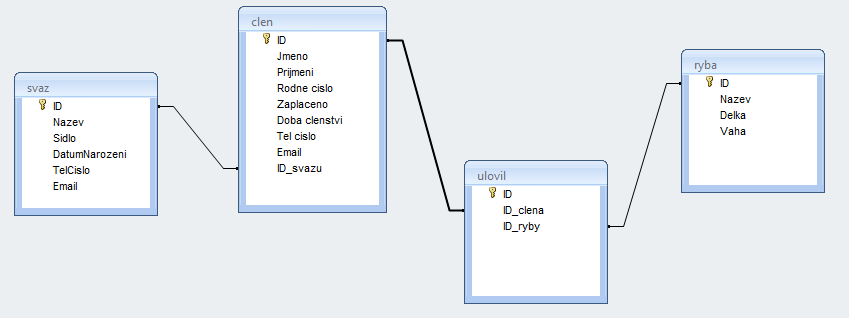 svaz
ID
Nazev
Sidlo
DatumNarozeni
TelCislo
Email
clen
ID
Jmeno
Prijmeni
Rodne cislo
Zaplaceno
Doba clenstvi
Tel cislo
Email
ID_svazu
ulovil
ID
ID_clena
ID_ryby
ryba
ID
Nazev
Delka
Vaha